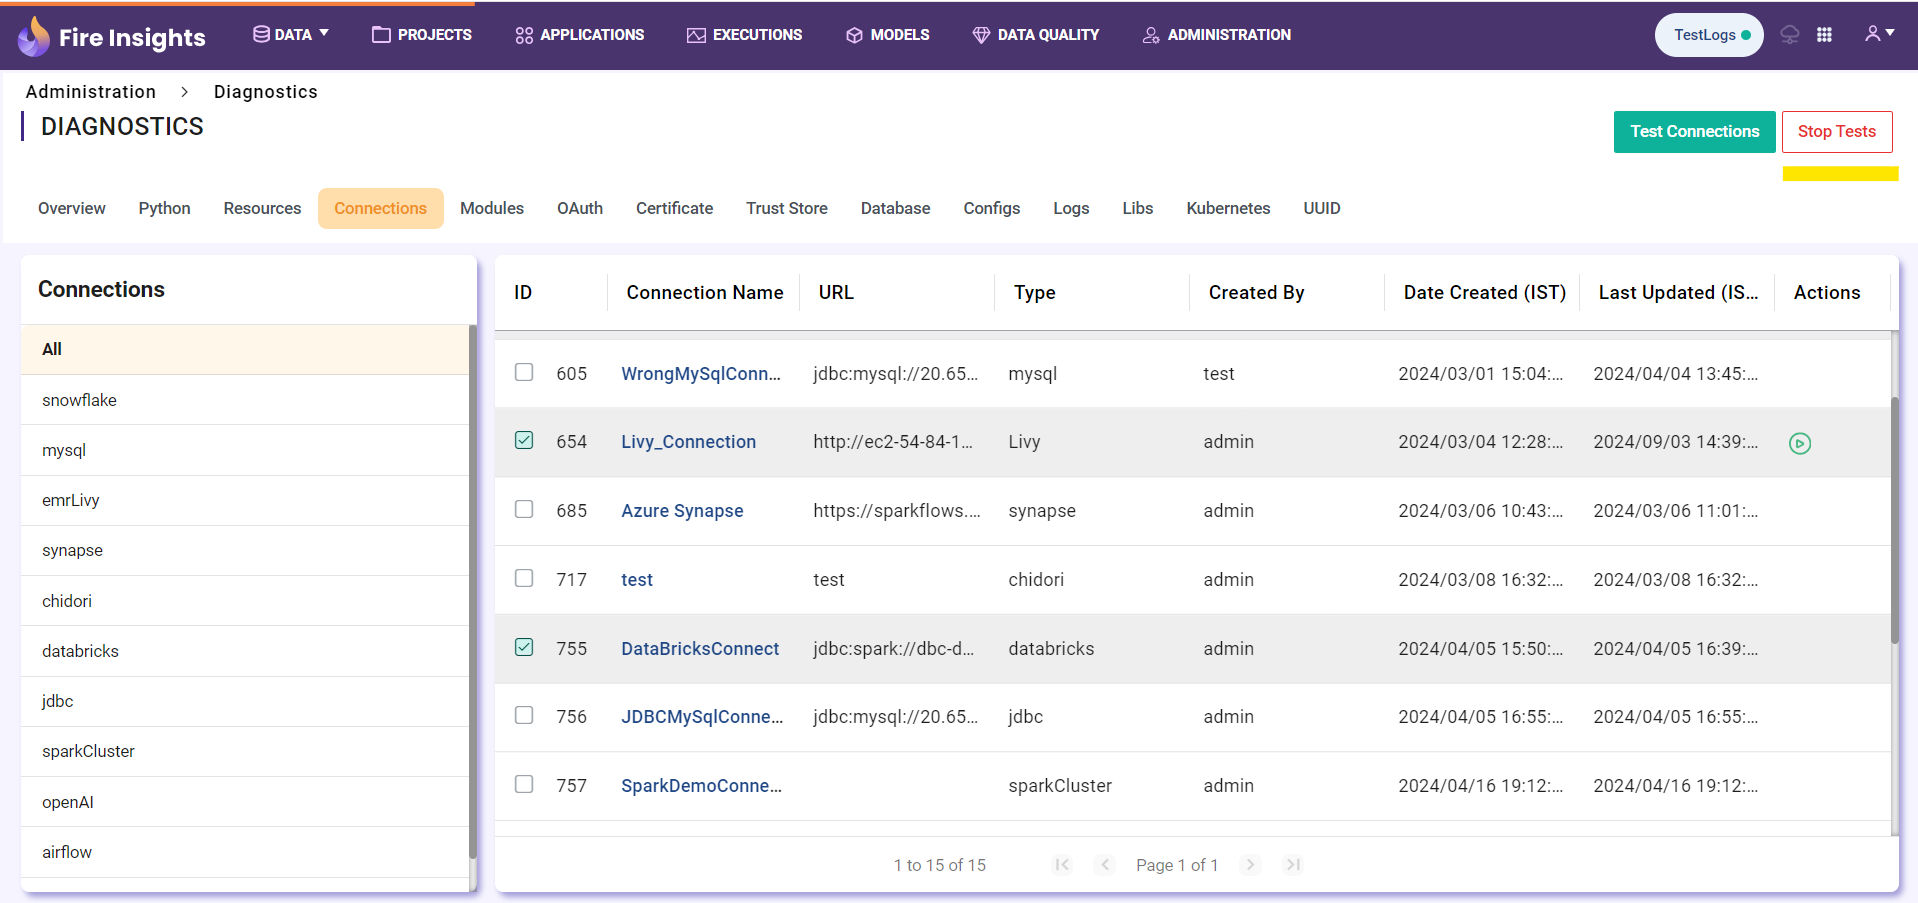 Fire Insights DATA PROJECTS APPLICATIONS EXECUTIONS MODELS DATA QUALITY ADMINISTRATION TestLogs
Administration > Diagnostics
DIAGNOSTICS
Test Connections Stop Tests
Overview Python Resources Connections Modules OAuth Certificate Trust Store Database Configs Logs Libs Kubernetes UUID
Connections
All
snowflake
mysql
emrLivy
synapse
chidori
databricks
jdbc
sparkCluster
openAI
airflow
ID Connection Name URL Type Created By Date Created (IST) Last Updated (IS... Actions
605 WrongMySqlConn... jdbc:mysql://20.65... mysql test 2024/03/01 15:04:... 2024/04/04 13:45:...
654 Livy_Connection http://ec2-54-84-1... Livy admin 2024/03/04 12:28:... 2024/09/03 14:39:...
685 Azure Synapse https://sparkflows.... synapse admin 2024/03/06 10:43:... 2024/03/06 11:01:...
717 test test chidori admin 2024/03/08 16:32:... 2024/03/08 16:32:...
755 DataBricksConnect jdbc:spark://dbc-d... databricks admin 2024/04/05 15:50:... 2024/04/05 16:39:...
756 JDBCMySqlConne... jdbc:mysql://20.65... jdbc admin 2024/04/05 16:55:... 2024/04/05 16:55:...
757 SparkDemoConne... sparkCluster admin 2024/04/16 19:12:... 2024/04/16 19:12:...
1 to 15 of 15 Page 1 of 1